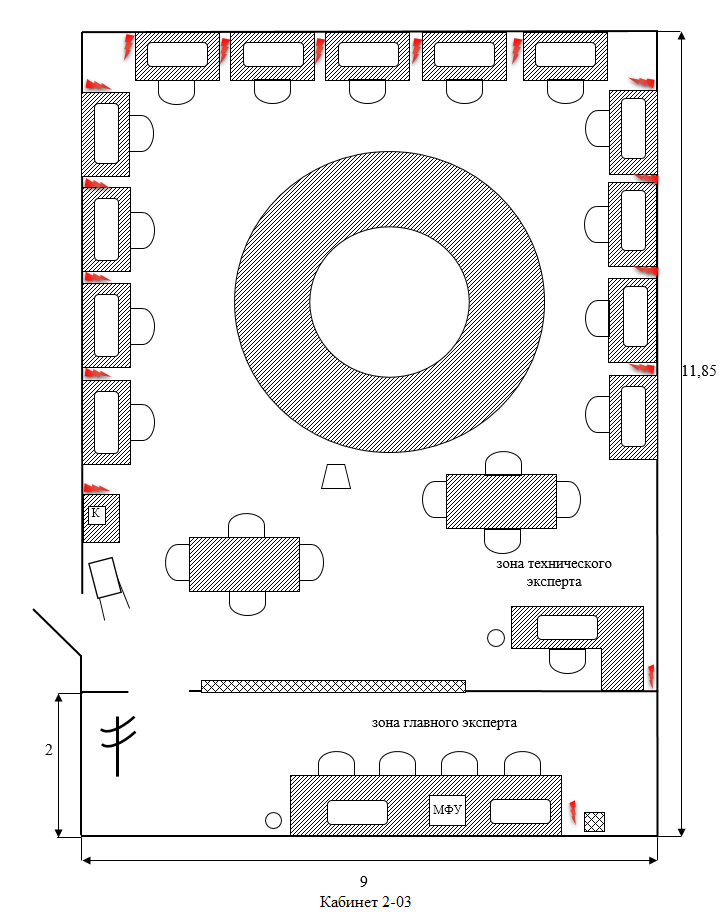 11,85
К
зона технического
эксперта
зона главного эксперта
2
МФУ
9
Кабинет 2-03